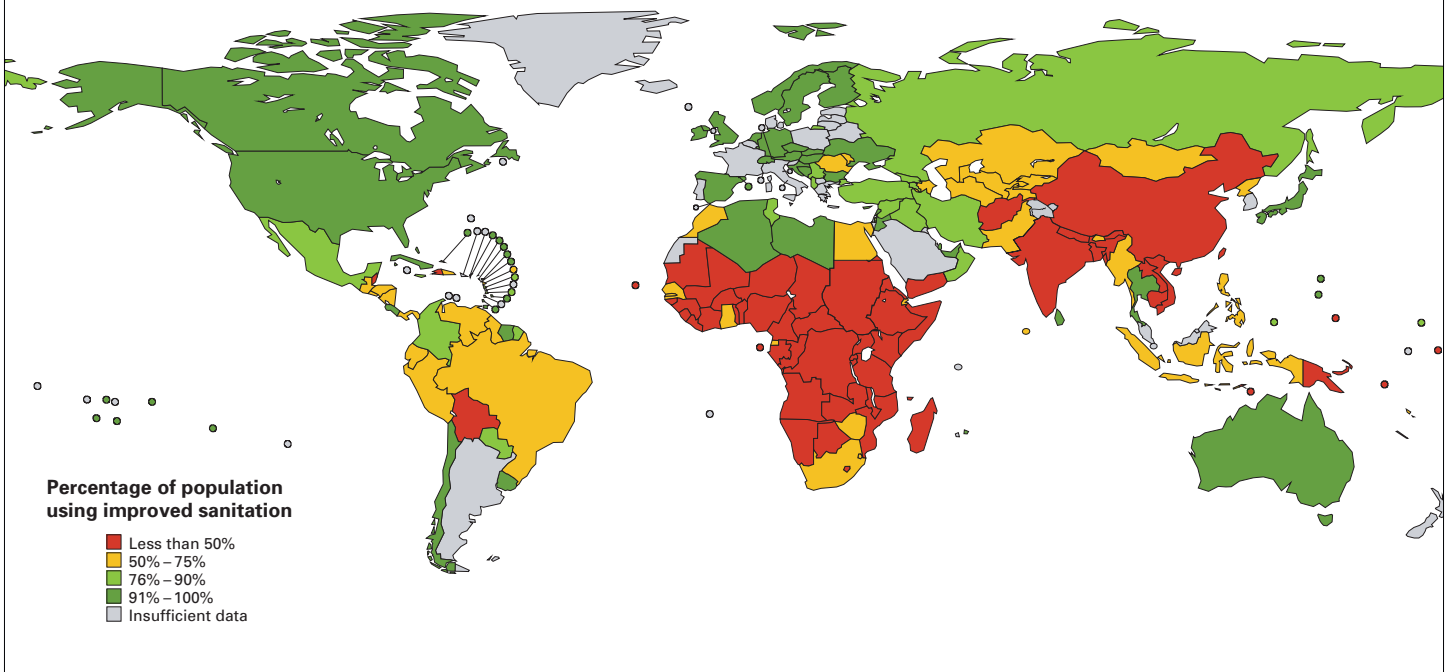 Percentage of population
using improved sanitation
Less than 50%
50%–75%
76%–90%
91%–100%
Insufficient data